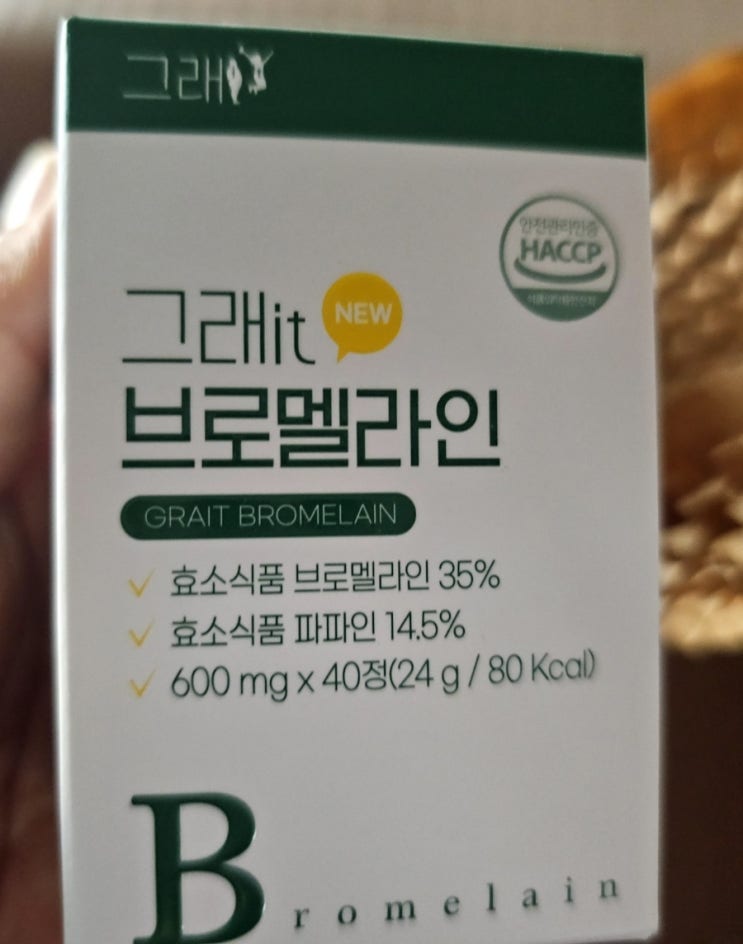 그래
안전관리인증
HACCP
그래it NEW
브로멜라인
GRAIT BROMELAIN
효소식품 브로멜라인 35%
효소식품 파파인 14.5%
600 mg x 40정(24 g / 80 Kcal)
Bromelain